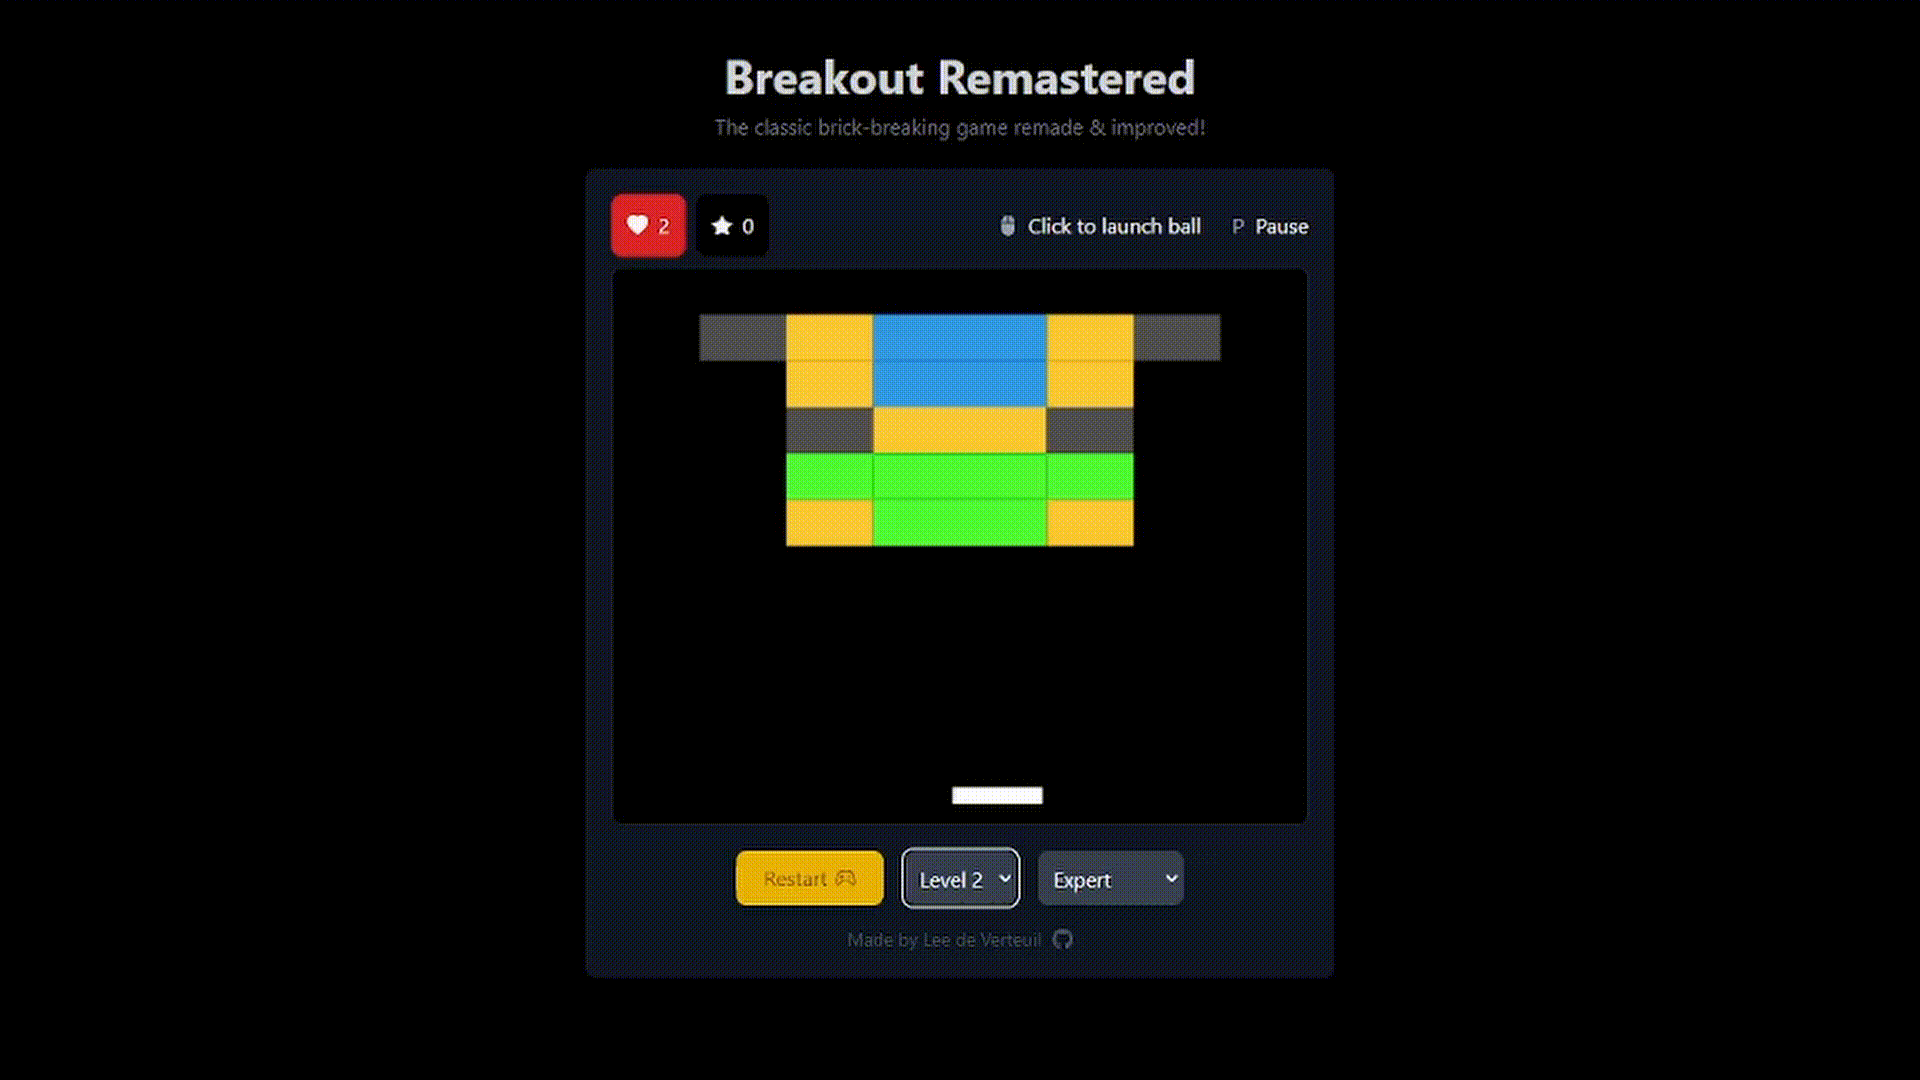 Breakout Remastered
The classic brick-breaking game remade & improved!
2
0
Click to launch ball
P Pause
Restart
Level 2
Expert
Made by Lee de Verteuil